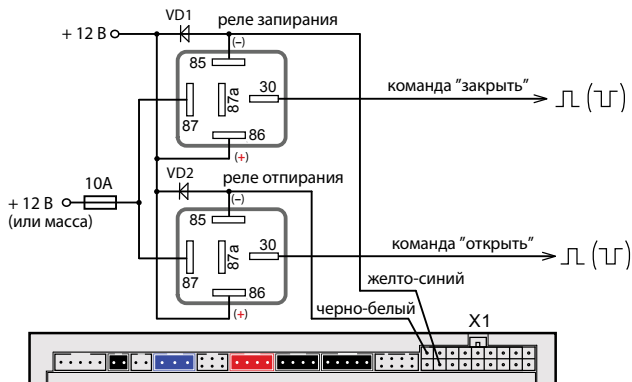 VD1
реле запирания
+ 12 В
(–)
85
30
команда "закрыть"
87a
87
86
(+)
10А
VD2
реле отпирания
+ 12 В
(или масса)
(–)
85
30
команда "открыть"
87a
87
86
(+)
желто-синий
черно-белый
X1